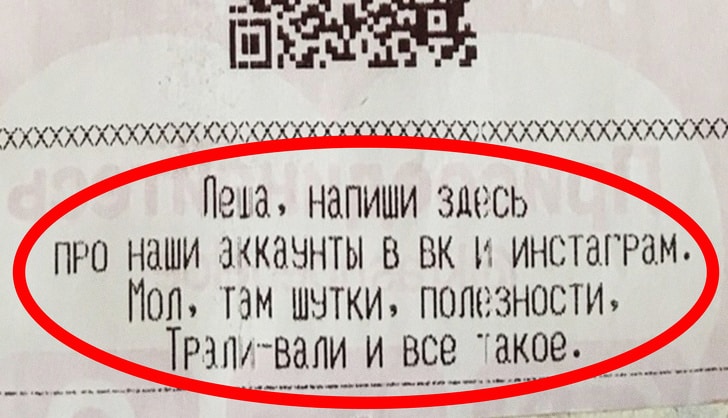 Леша, напиши здесь
про наши аккаунты в вк и инстаграм.
Мол, там шутки, полезности,
Трали-вали и все такое.